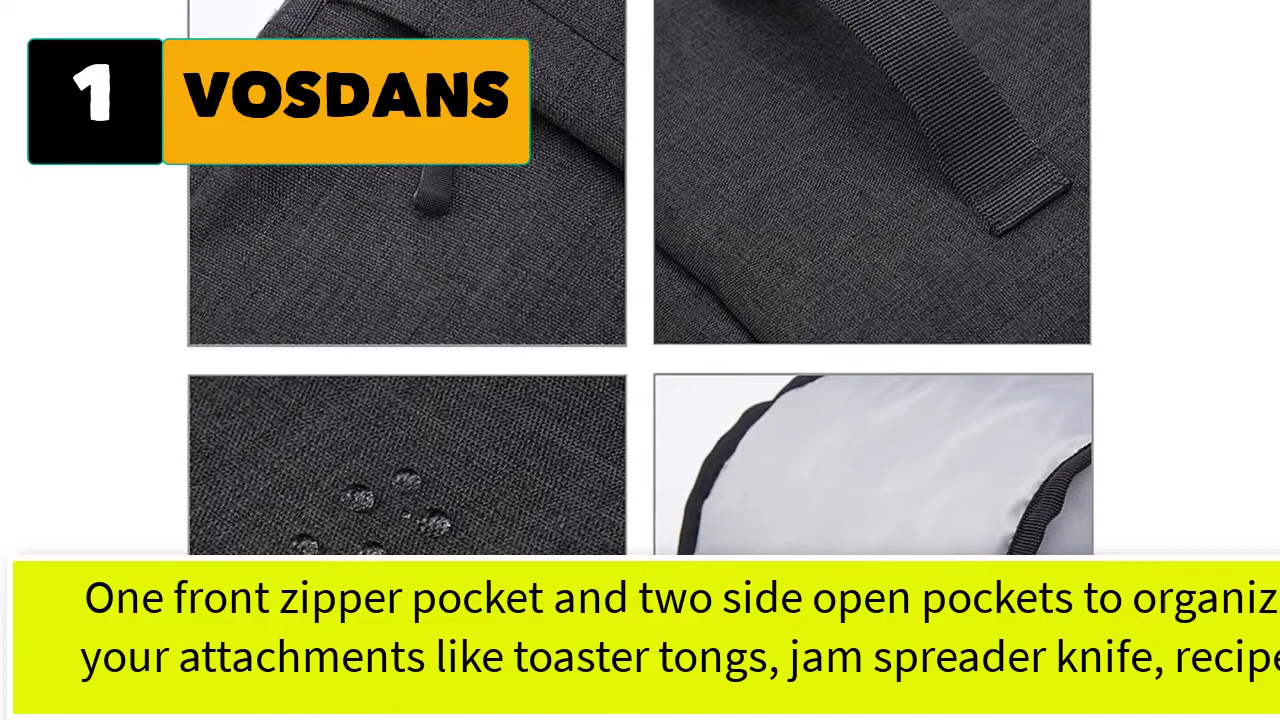 1 VOSDANS
One front zipper pocket and two side open pockets to organiz
your attachments like toaster tongs, jam spreader knife, recipe